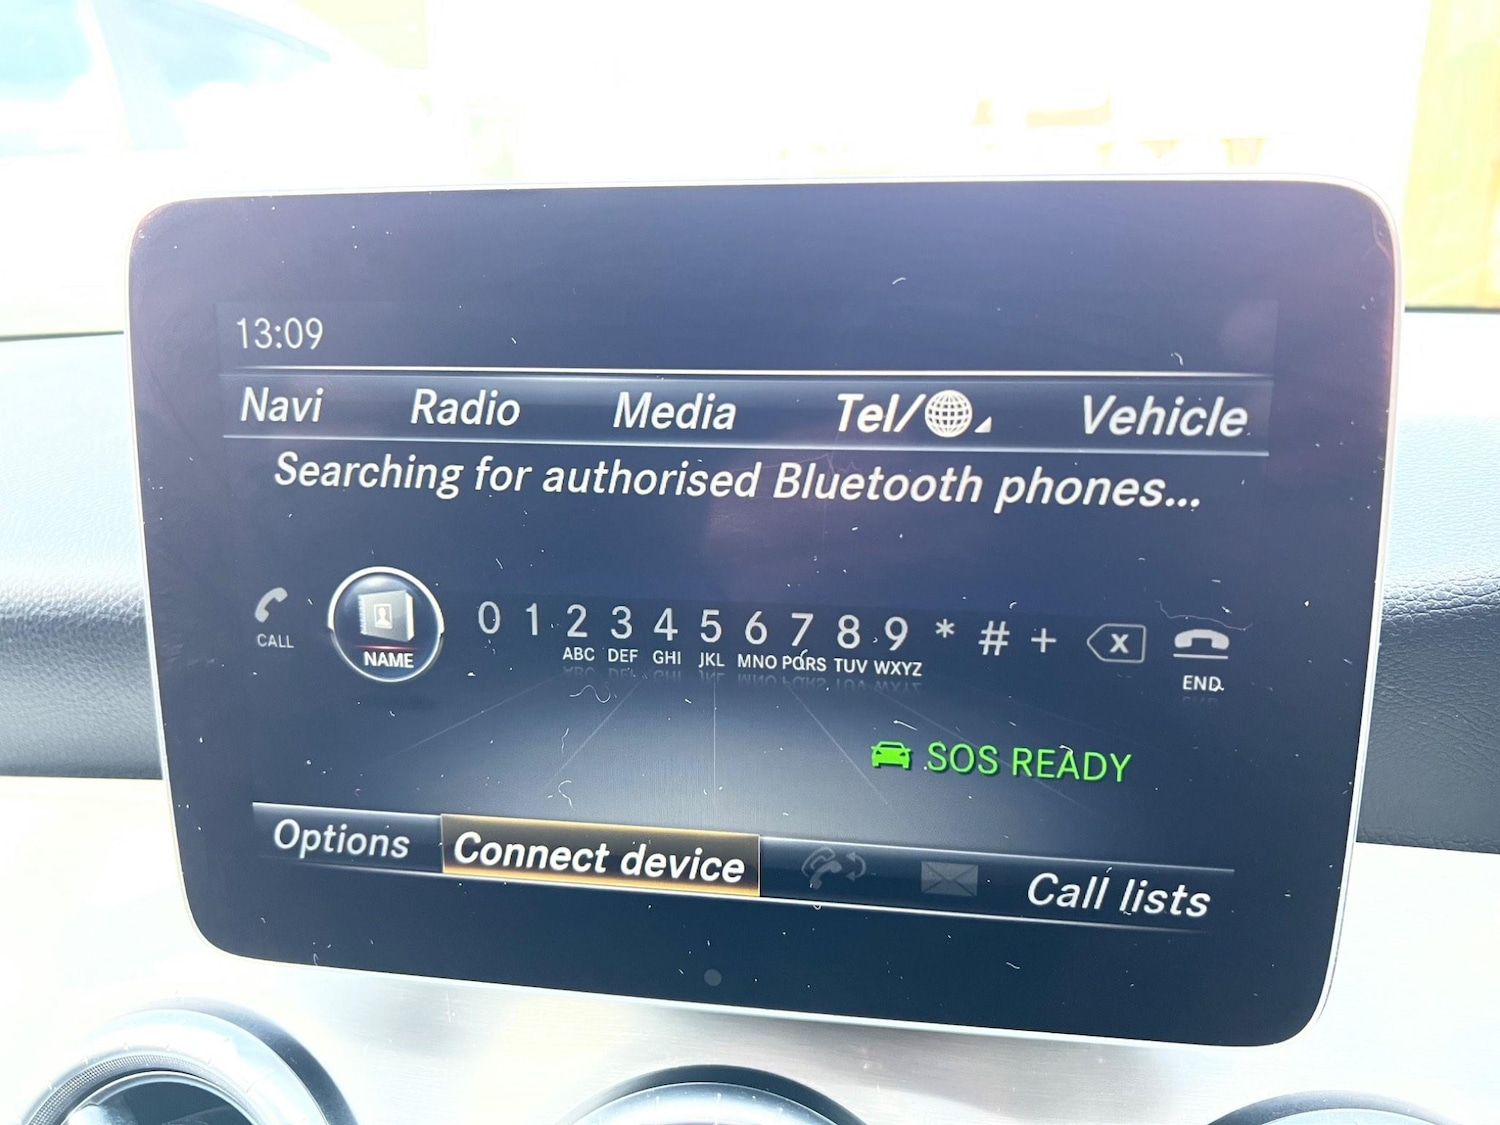 13:09
Navi Radio Media Tel/ Vehicle
Searching for authorised Bluetooth phones...
CALL NAME 0 1 2 3 4 5 6 7 8 9 * # + X END
ABC DEF GHI JKL MNO PQRS TUV WXYZ
SOS READY
Options Connect device Call lists